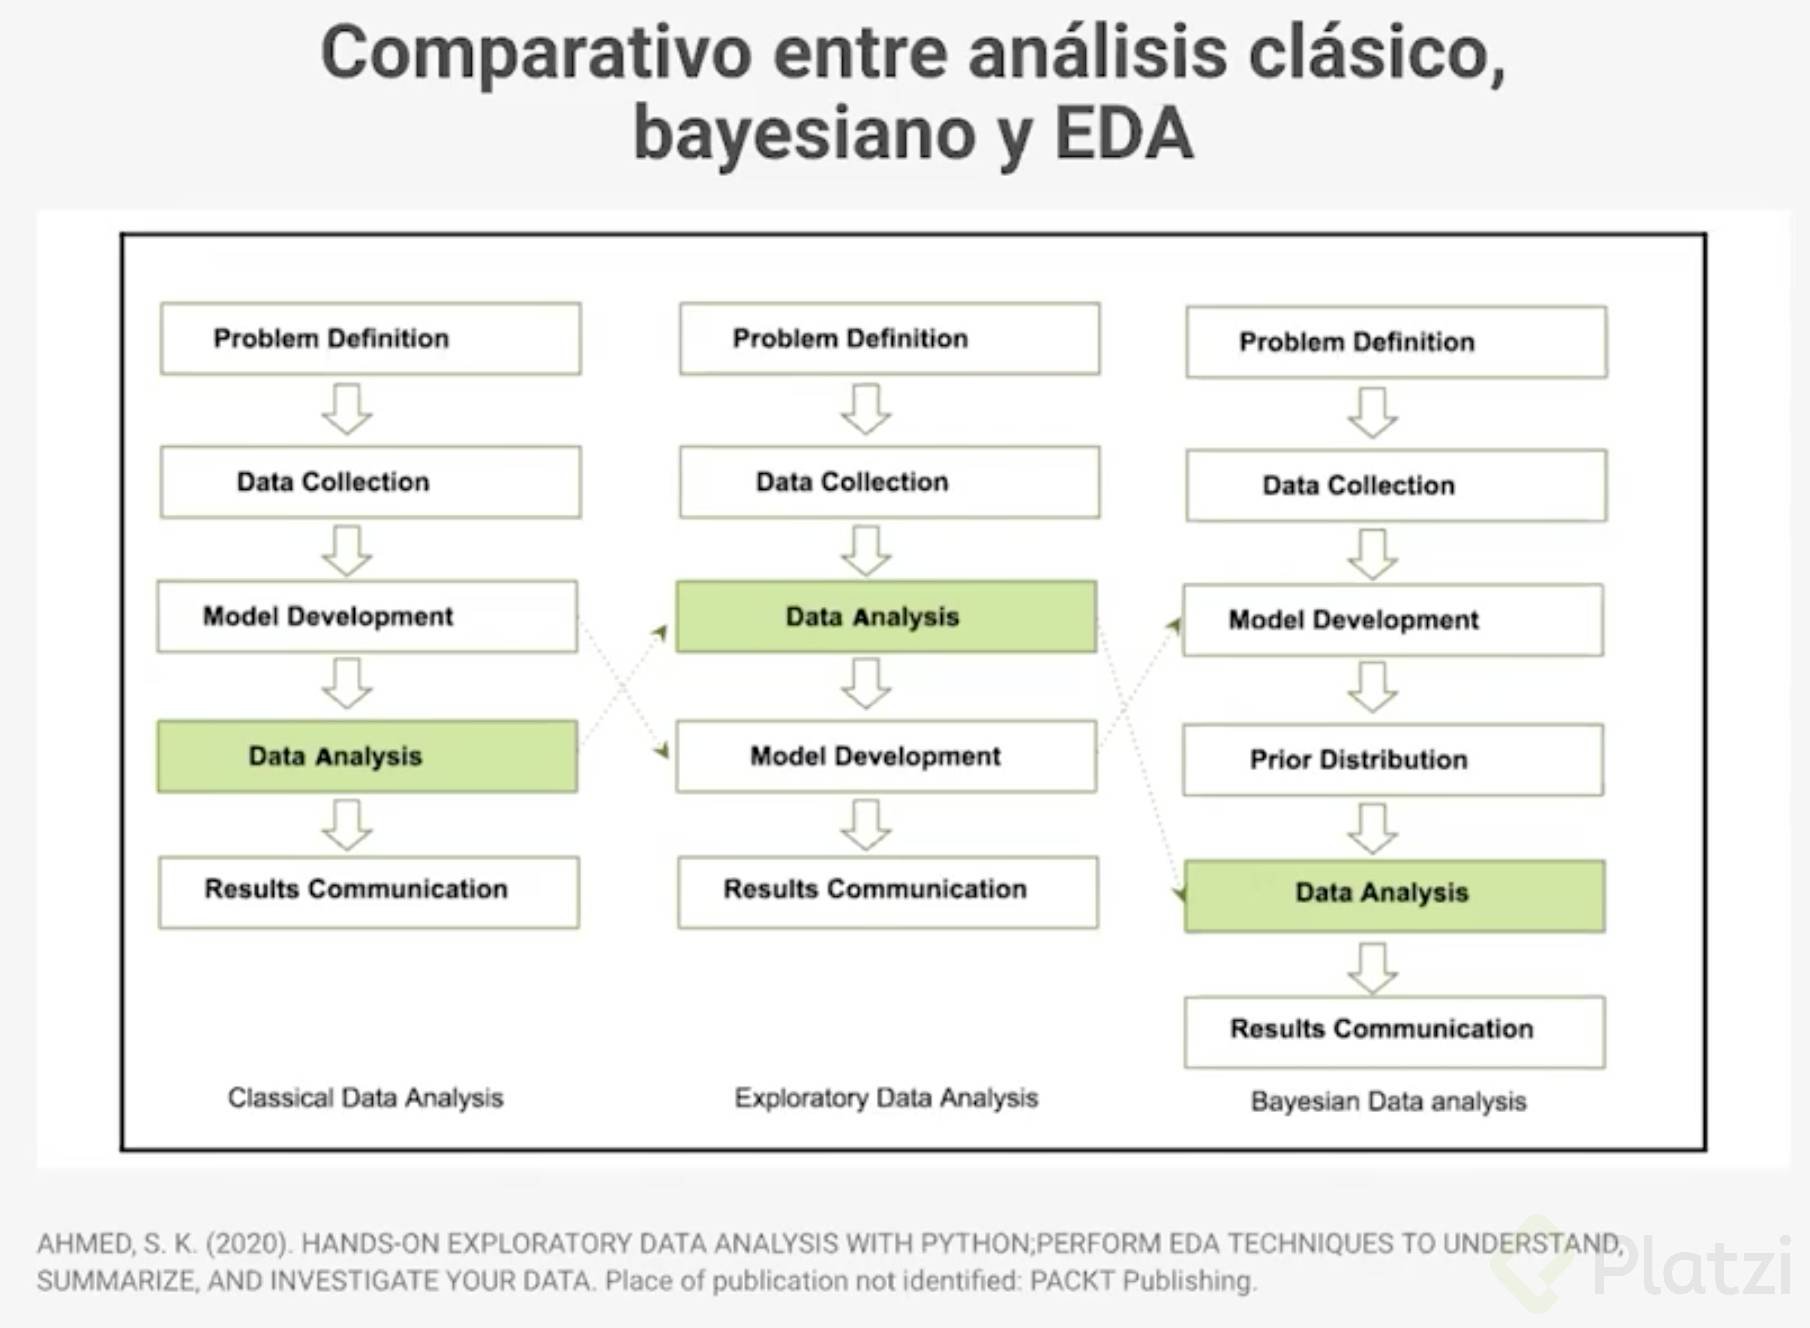 Comparativo entre análisis clásico,
bayesiano y EDA
Problem Definition
Data Collection
Model Development
Data Analysis
Results Communication
Classical Data Analysis
Problem Definition
Data Collection
Data Analysis
Model Development
Results Communication
Exploratory Data Analysis
Problem Definition
Data Collection
Model Development
Prior Distribution
Data Analysis
Results Communication
Bayesian Data analysis
AHMED, S. K. (2020). HANDS-ON EXPLORATORY DATA ANALYSIS WITH PYTHON;PERFORM EDA TECHNIQUES TO UNDERSTAND,
SUMMARIZE, AND INVESTIGATE YOUR DATA. Place of publication not identified: PACKT Publishing.
Platzi